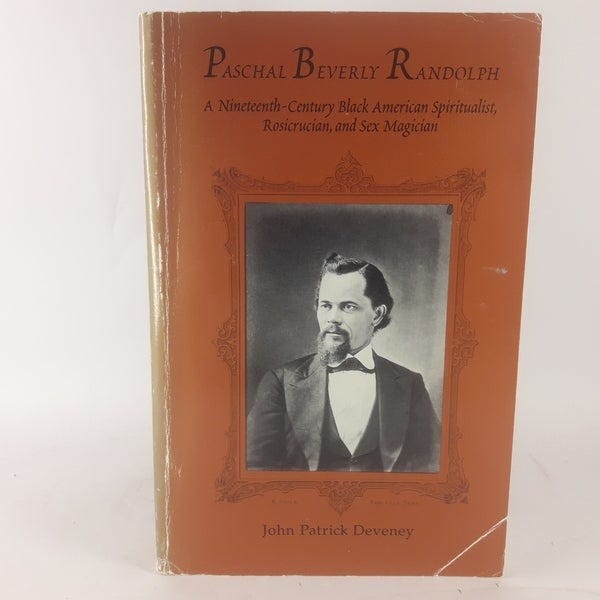 PASCHAL BEVERLY RANDOLPH
A Nineteenth-Century Black American Spiritualist,
Rosicrucian, and Sex Magician
John Patrick Deveney